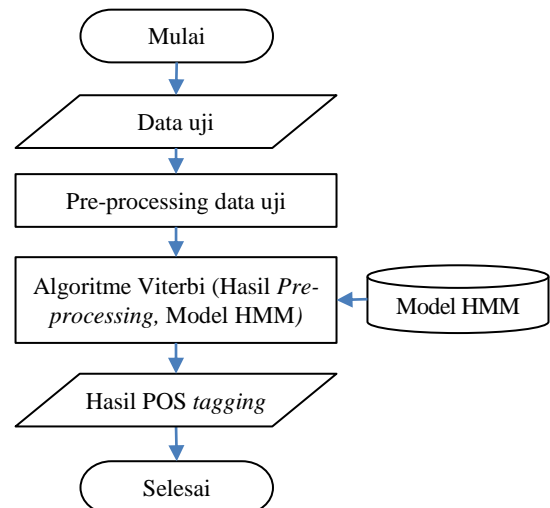 Mulai
Data uji
Pre-processing data uji
Algoritme Viterbi (Hasil Pre-
processing, Model HMM)
Model HMM
Hasil POS tagging
Selesai